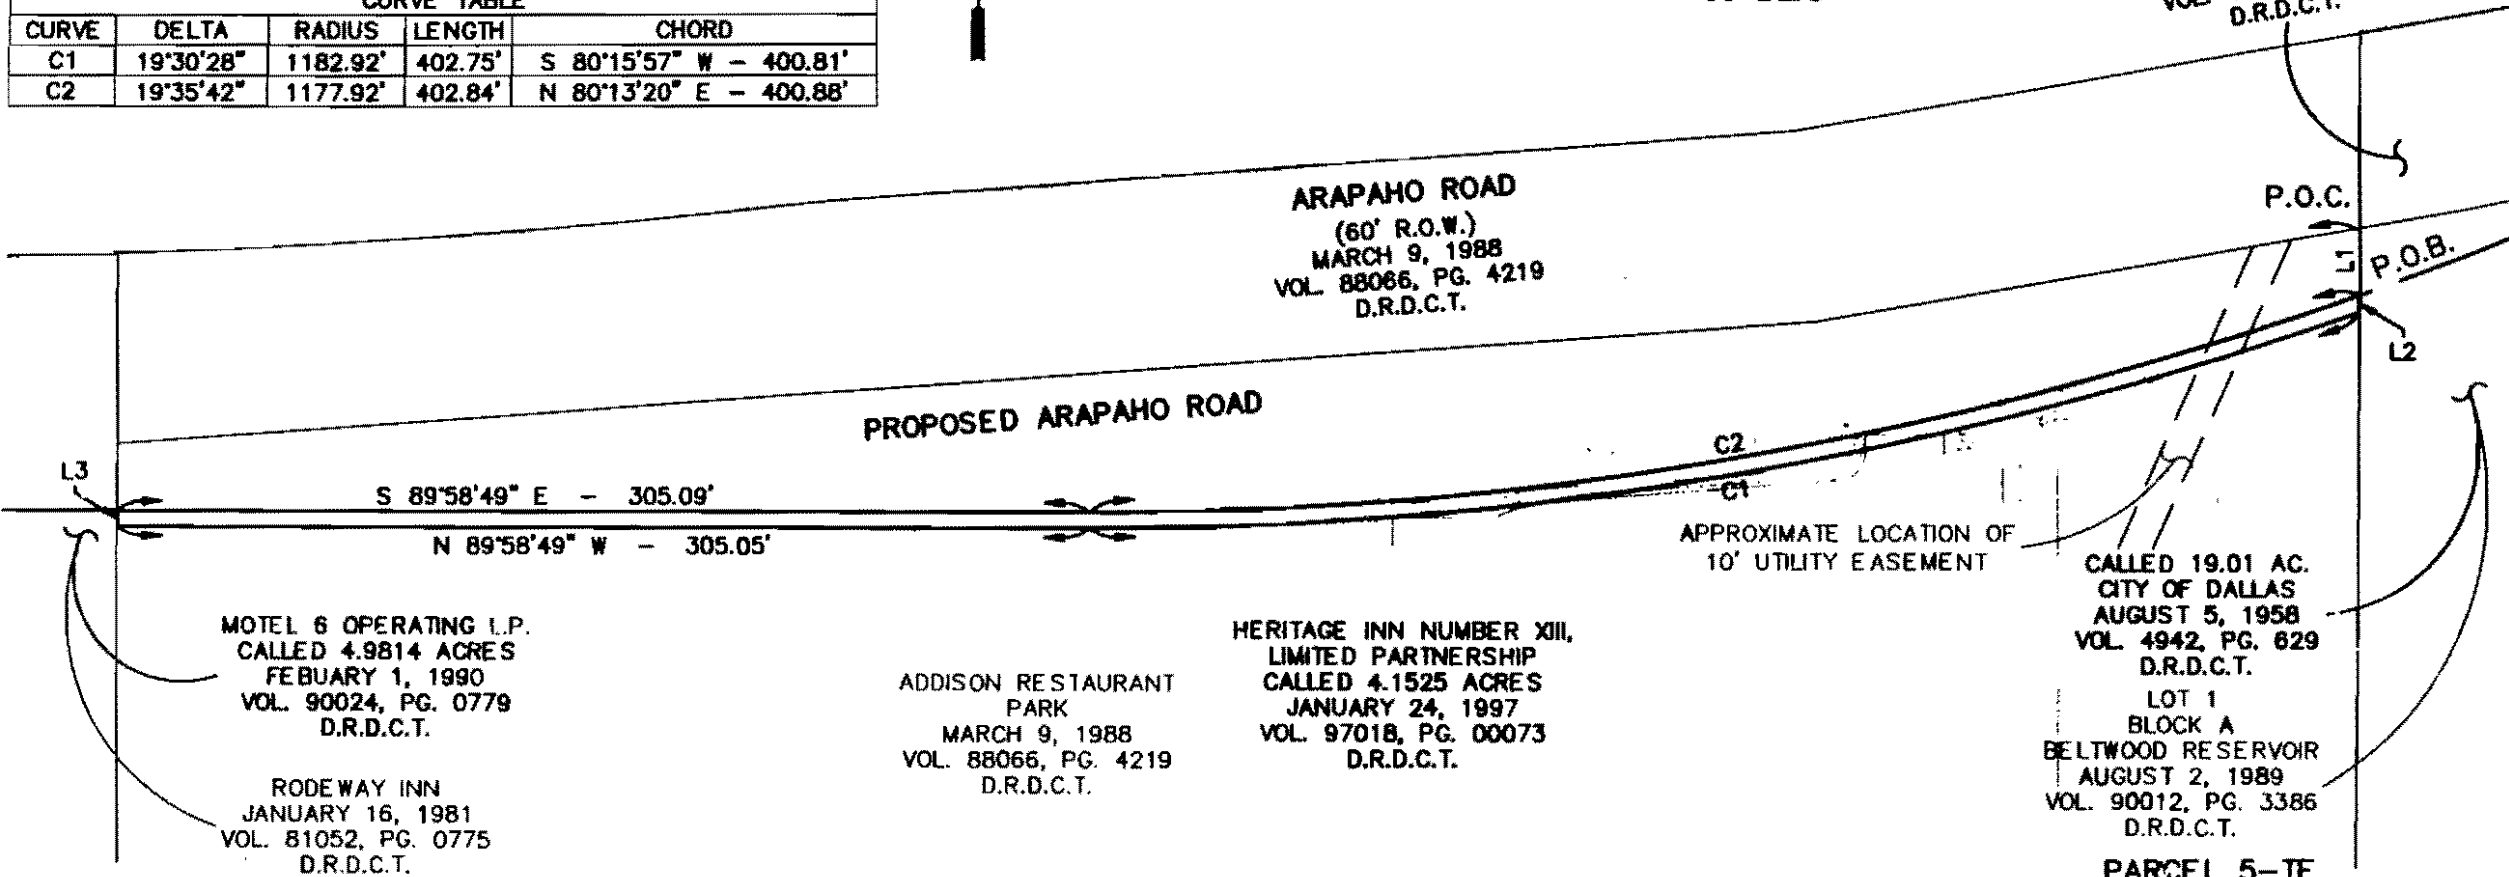 CURVE TABLE
CURVE DELTA RADIUS LENGTH CHORD
C1 19°30'28" 1182.92' 402.75' S 80°15'57" W - 400.81'
C2 19°35'42" 1177.92' 402.84' N 80°13'20" E - 400.88'
VOL.
D.R.D.C.T.
ARAPAHO ROAD
(60' R.O.W.)
MARCH 9, 1988
VOL. 88066, PG. 4219
D.R.D.C.T.
P.O.C.
L1
P.O.B.
L2
PROPOSED ARAPAHO ROAD
L3
S 89°58'49" E - 305.09'
N 89°58'49" W - 305.05'
C2
C1
APPROXIMATE LOCATION OF
10' UTILITY EASEMENT
CALLED 19.01 AC.
CITY OF DALLAS
AUGUST 5, 1958
VOL. 4942, PG. 629
D.R.D.C.T.
LOT 1
BLOCK A
BELTWOOD RESERVOIR
AUGUST 2, 1989
VOL. 90012, PG. 3386
D.R.D.C.T.
MOTEL 6 OPERATING L.P.
CALLED 4.9814 ACRES
FEBUARY 1, 1990
VOL. 90024, PG. 0779
D.R.D.C.T.
RODEWAY INN
JANUARY 16, 1981
VOL. 81052, PG. 0775
D.R.D.C.T.
ADDISON RESTAURANT
PARK
MARCH 9, 1988
VOL. 88066, PG. 4219
D.R.D.C.T.
HERITAGE INN NUMBER XIII,
LIMITED PARTNERSHIP
CALLED 4.1525 ACRES
JANUARY 24, 1997
VOL. 97018, PG. 00073
D.R.D.C.T.
PARCEL 5-TE